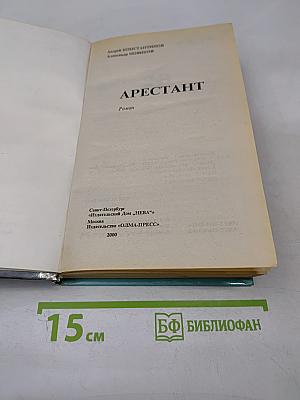 Андрей КОНСТАНТИНОВ
Александр НОВИКОВ
АРЕСТАНТ
Роман
Санкт-Петербург
«Издательский Дом „НЕВА"»
Москва
Издательство «ОЛМА-ПРЕСС»
2000
15 см
БФ БИБЛИОФАН